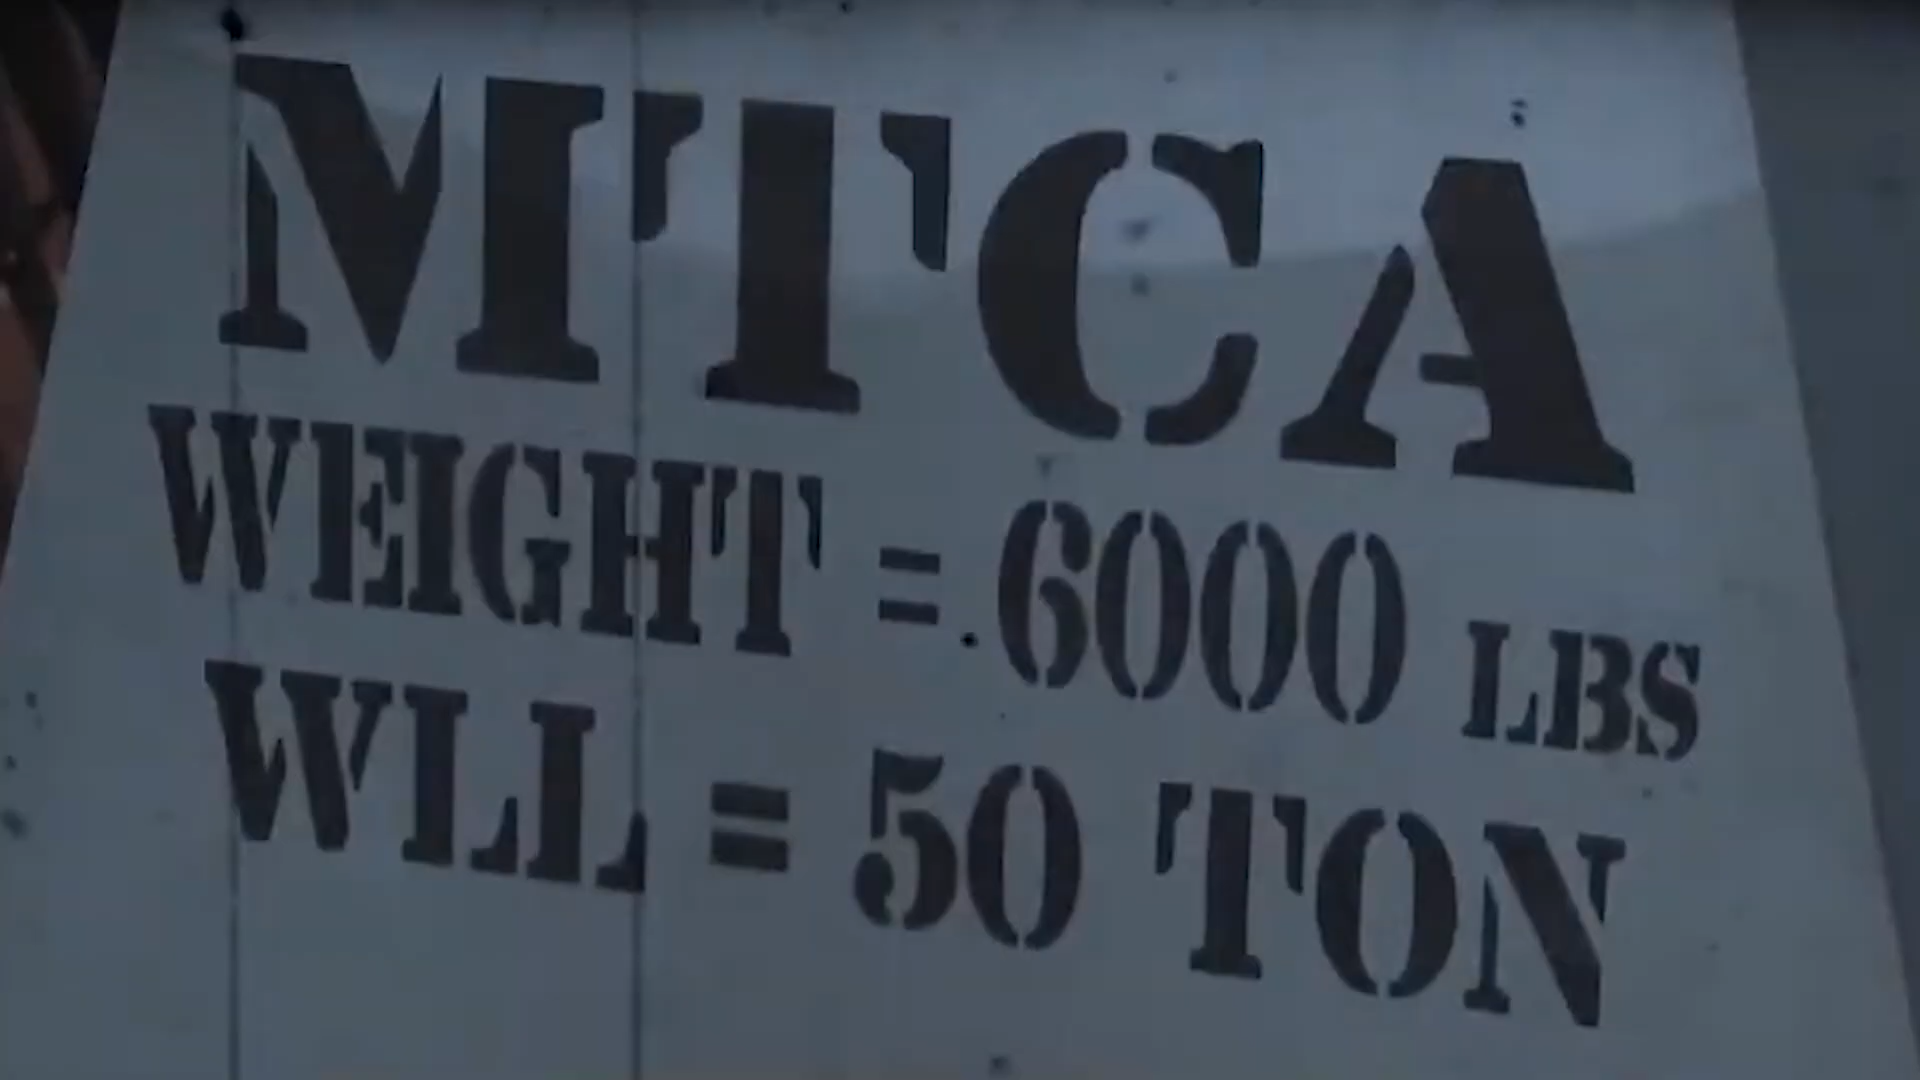 MTCA
WEIGHT = 6000 LBS
WLL = 50 TON